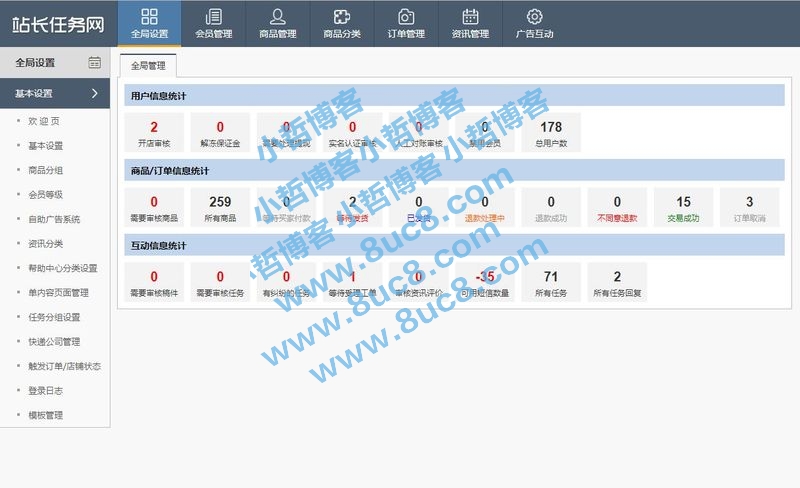 站长任务网
全局设置 会员管理 商品管理 商品分类 订单管理 资讯管理 广告互动
全局设置
基本设置
欢 迎 页
基本设置
商品分组
会员等级
自助广告系统
资讯分类
帮助中心分类设置
单内容页面管理
任务分组设置
快递公司管理
触发订单/店铺状态
登录日志
模板管理
全局管理
用户信息统计
2 0 0 0 0 0 178
开店审核 解冻保证金 需要处理提现 实名认证审核 人工对账审核 禁用会员 总用户数
商品/订单信息统计
0 259 0 2 0 0 0 0 15 3
需要审核商品 所有商品 等待买家付款 等待发货 已发货 退款处理中 退款成功 不同意退款 交易成功 订单取消
互动信息统计
0 0 0 1 0 -35 71 2
需要审核稿件 需要审核任务 有纠纷的任务 等待受理工单 审核资讯评价 可用短信数量 所有任务 所有任务回复
小哲博客小哲博客
小哲博客小哲博客
www.8uc8.com
小哲博客
www.8uc8.com
www.8uc8.com